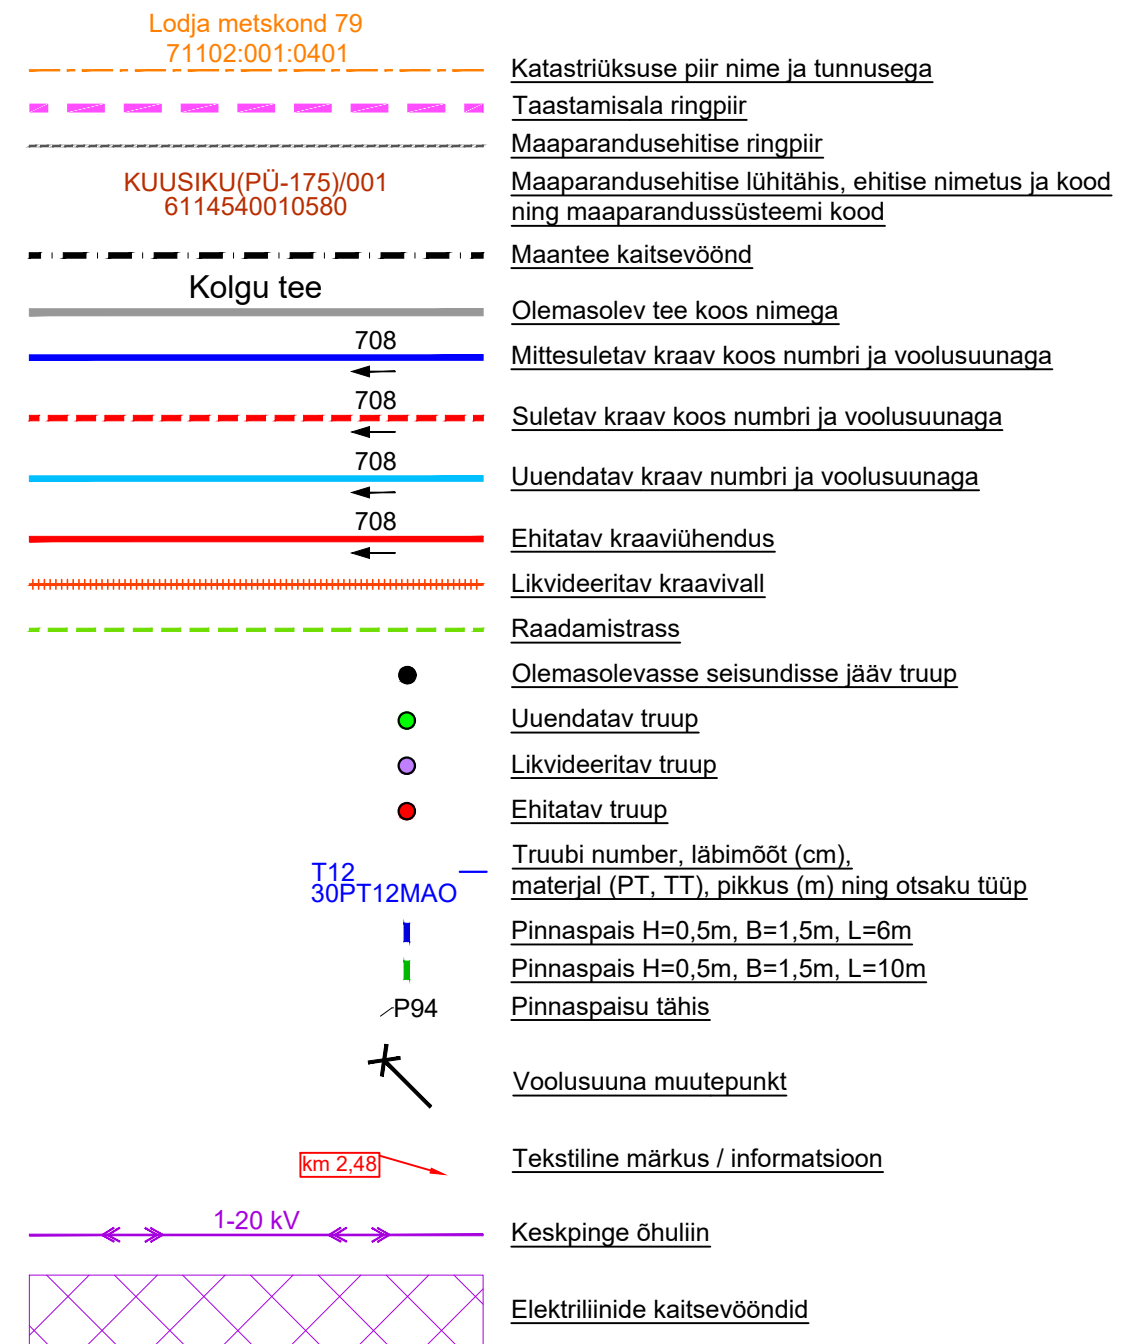 Lodja metskond 79
71102:001:0401
Katastriüksuse piir nime ja tunnusega
Taastamisala ringpiir
Maaparandusehitise ringpiir
KUUSIKU(PÜ-175)/001
6114540010580
Maaparandusehitise lühitähis, ehitise nimetus ja kood
ning maaparandussüsteemi kood
Maantee kaitsevöönd
Kolgu tee
Olemasolev tee koos nimega
708
Mittesuletav kraav koos numbri ja voolusuunaga
708
Suletav kraav koos numbri ja voolusuunaga
708
Uuendatav kraav numbri ja voolusuunaga
708
Ehitatav kraaviühendus
Likvideeritav kraavivall
Raadamistrass
Olemasolevasse seisundisse jääv truup
Uuendatav truup
Likvideeritav truup
Ehitatav truup
T12
30PT12MAO
Truubi number, läbimõõt (cm),
materjal (PT, TT), pikkus (m) ning otsaku tüüp
Pinnaspais H=0,5m, B=1,5m, L=6m
Pinnaspais H=0,5m, B=1,5m, L=10m
P94
Pinnaspaisu tähis
Voolusuuna muutepunkt
km 2,48
Tekstiline märkus / informatsioon
1-20 kV
Keskpinge õhuliin
Elektriliinide kaitsevööndid